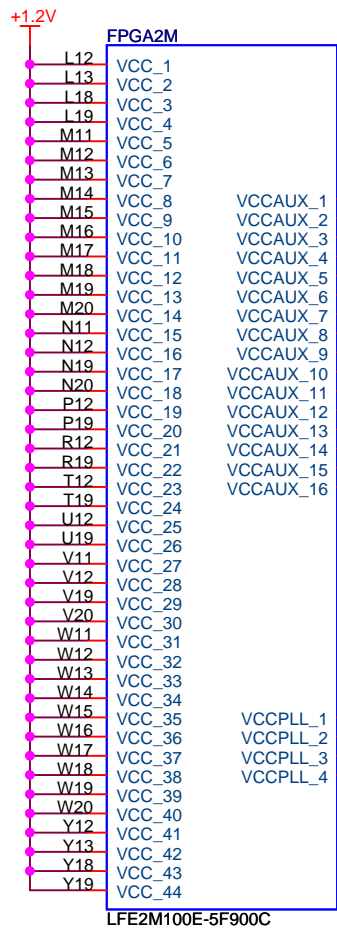 +1.2V
FPGA2M
L12 VCC_1
L13 VCC_2
L18 VCC_3
L19 VCC_4
M11 VCC_5
M12 VCC_6
M13 VCC_7
M14 VCC_8 VCCAUX_1
M15 VCC_9 VCCAUX_2
M16 VCC_10 VCCAUX_3
M17 VCC_11 VCCAUX_4
M18 VCC_12 VCCAUX_5
M19 VCC_13 VCCAUX_6
M20 VCC_14 VCCAUX_7
N11 VCC_15 VCCAUX_8
N12 VCC_16 VCCAUX_9
N19 VCC_17 VCCAUX_10
N20 VCC_18 VCCAUX_11
P12 VCC_19 VCCAUX_12
P19 VCC_20 VCCAUX_13
R12 VCC_21 VCCAUX_14
R19 VCC_22 VCCAUX_15
T12 VCC_23 VCCAUX_16
T19 VCC_24
U12 VCC_25
U19 VCC_26
V11 VCC_27
V12 VCC_28
V19 VCC_29
V20 VCC_30
W11 VCC_31
W12 VCC_32
W13 VCC_33
W14 VCC_34
W15 VCC_35 VCCPLL_1
W16 VCC_36 VCCPLL_2
W17 VCC_37 VCCPLL_3
W18 VCC_38 VCCPLL_4
W19 VCC_39
W20 VCC_40
Y12 VCC_41
Y13 VCC_42
Y18 VCC_43
Y19 VCC_44
LFE2M100E-5F900C